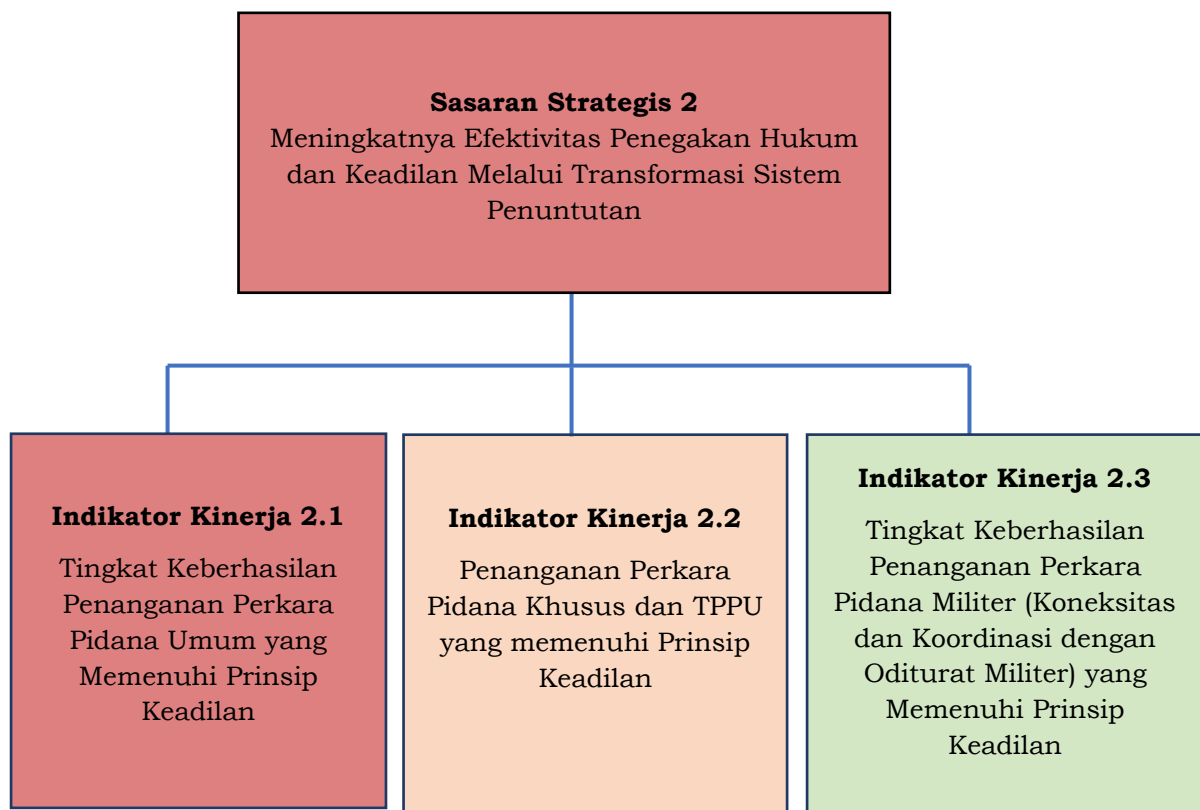 Sasaran Strategis 2
Meningkatnya Efektivitas Penegakan Hukum
dan Keadilan Melalui Transformasi Sistem
Penuntutan
Indikator Kinerja 2.1
Tingkat Keberhasilan
Penanganan Perkara
Pidana Umum yang
Memenuhi Prinsip
Keadilan
Indikator Kinerja 2.2
Penanganan Perkara
Pidana Khusus dan TPPU
yang memenuhi Prinsip
Keadilan
Indikator Kinerja 2.3
Tingkat Keberhasilan
Penanganan Perkara
Pidana Militer (Koneksitas
dan Koordinasi dengan
Oditurat Militer) yang
Memenuhi Prinsip
Keadilan